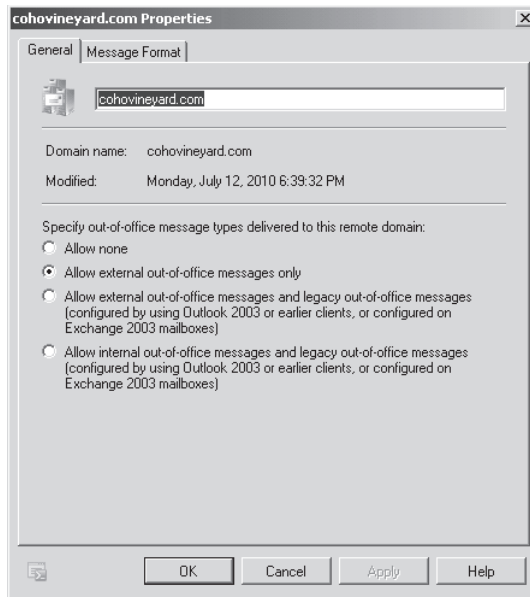 cohovineyard.com Properties
General
Message Format
cohovineyard.com
Domain name: cohovineyard.com
Modified: Monday, July 12, 2010 6:39:32 PM
Specify out-of-office message types delivered to this remote domain:
Allow none
Allow external out-of-office messages only
Allow external out-of-office messages and legacy out-of-office messages
(configured by using Outlook 2003 or earlier clients, or configured on
Exchange 2003 mailboxes)
Allow internal out-of-office messages and legacy out-of-office messages
(configured by using Outlook 2003 or earlier clients, or configured on
Exchange 2003 mailboxes)
OK
Cancel
Apply
Help